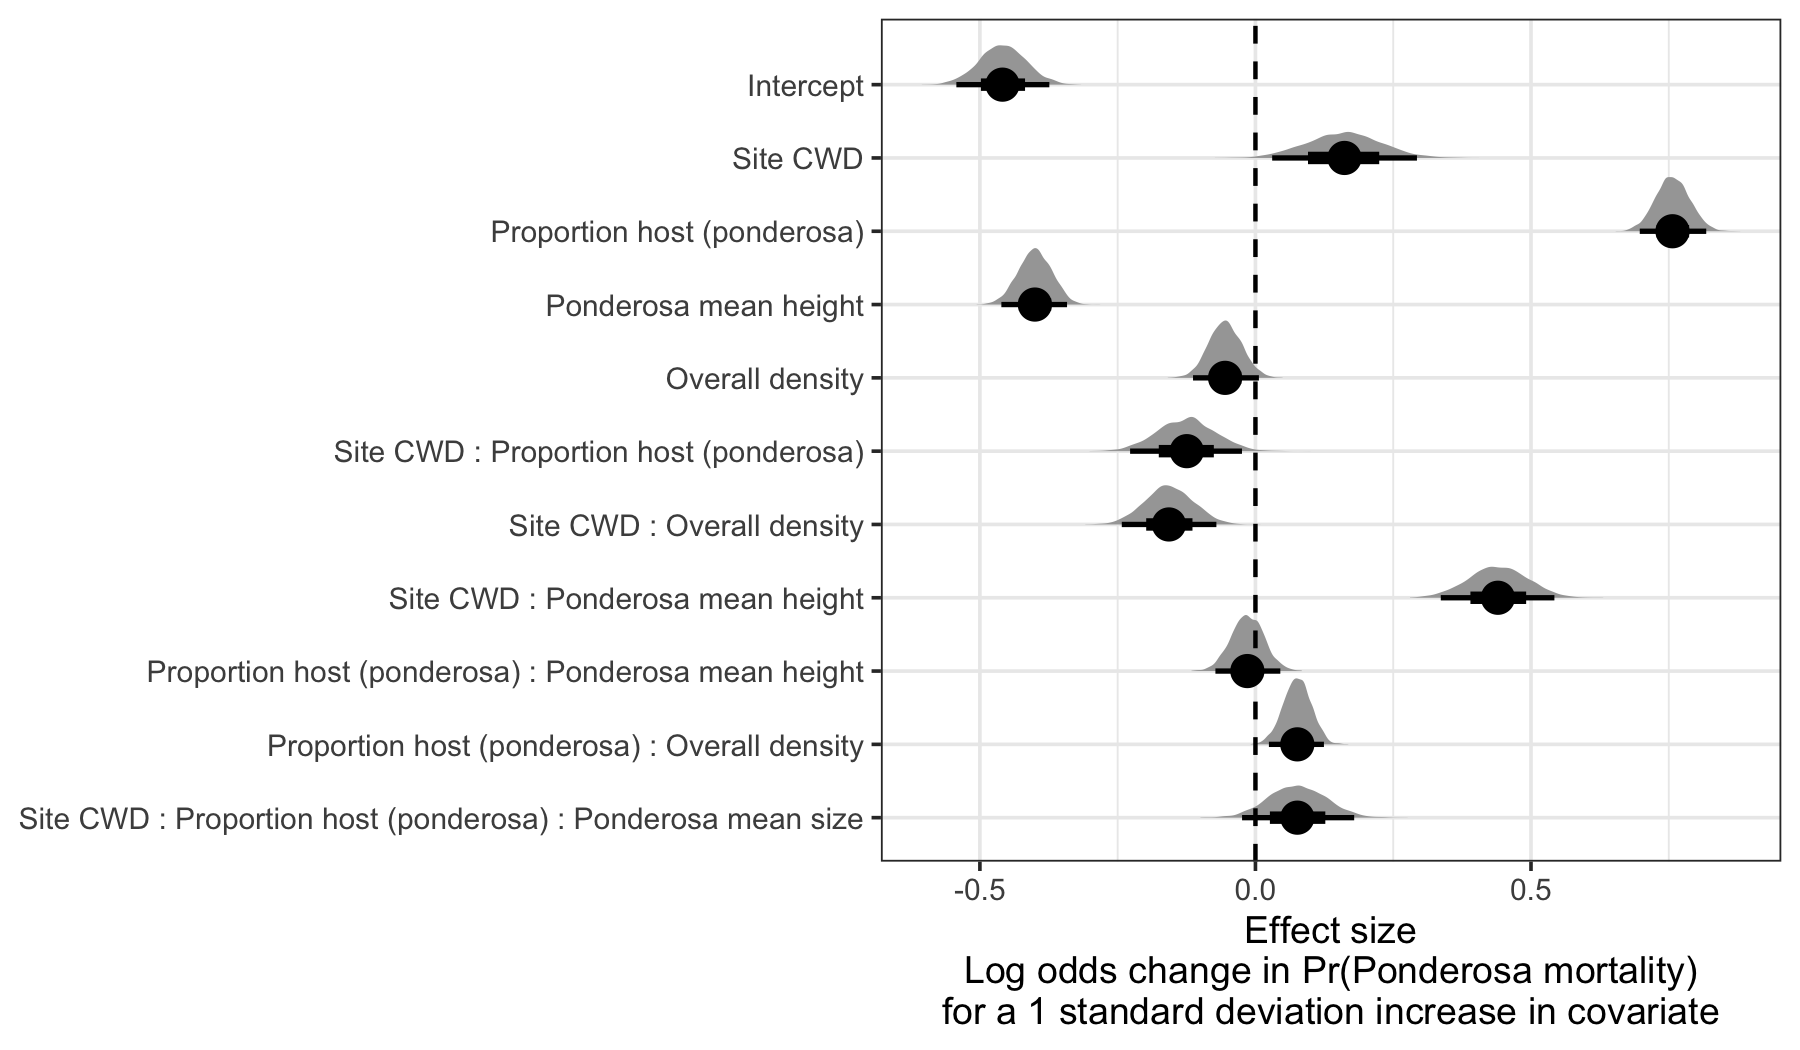 Intercept
Site CWD
Proportion host (ponderosa)
Ponderosa mean height
Overall density
Site CWD : Proportion host (ponderosa)
Site CWD : Overall density
Site CWD : Ponderosa mean height
Proportion host (ponderosa) : Ponderosa mean height
Proportion host (ponderosa) : Overall density
Site CWD : Proportion host (ponderosa) : Ponderosa mean size
-0.5 0.0 0.5
Effect size
Log odds change in Pr(Ponderosa mortality)
for a 1 standard deviation increase in covariate